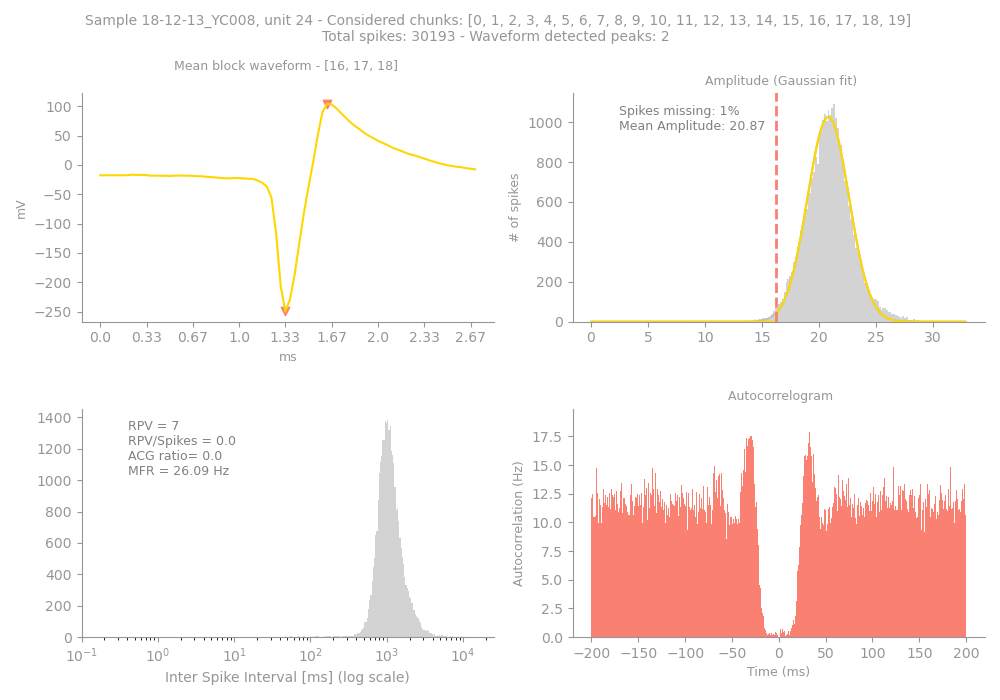 Sample 18-12-13_YC008, unit 24 - Considered chunks: [0, 1, 2, 3, 4, 5, 6, 7, 8, 9, 10, 11, 12, 13, 14, 15, 16, 17, 18, 19]
Total spikes: 30193 - Waveform detected peaks: 2
Mean block waveform - [16, 17, 18]
100
50
0
−50
−100
−150
−200
−250
mV
0.0 0.33 0.67 1.0 1.33 1.67 2.0 2.33 2.67
ms
Amplitude (Gaussian fit)
Spikes missing: 1%
Mean Amplitude: 20.87
1000
800
600
400
200
0
# of spikes
0 5 10 15 20 25 30
RPV = 7
RPV/Spikes = 0.0
ACG ratio= 0.0
MFR = 26.09 Hz
1400
1200
1000
800
600
400
200
0
10⁻¹ 10⁰ 10¹ 10² 10³ 10⁴
Inter Spike Interval [ms] (log scale)
Autocorrelogram
17.5
15.0
12.5
10.0
7.5
5.0
2.5
0.0
Autocorrelation (Hz)
−200 −150 −100 −50 0 50 100 150 200
Time (ms)